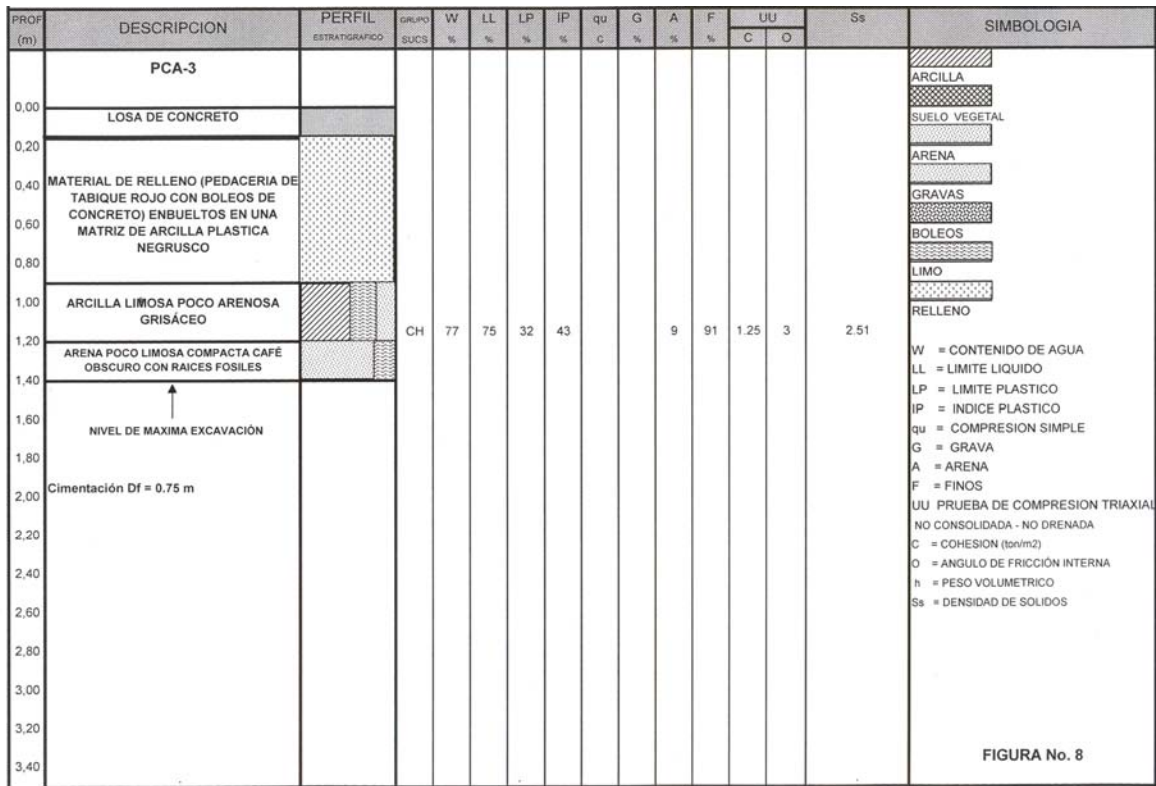 PROF (m)
DESCRIPCION
PERFIL
ESTRATIGRAFICO
GRUPO
SUCS
W
%
LL
%
LP
%
IP
%
qu
C
G
%
A
%
F
%
UU
C O
Ss
SIMBOLOGIA
PCA-3
0,00
LOSA DE CONCRETO
0,20
0,40
MATERIAL DE RELLENO (PEDACERIA DE
TABIQUE ROJO CON BOLEOS DE
CONCRETO) ENBUELTOS EN UNA
MATRIZ DE ARCILLA PLASTICA
NEGRUSCO
0,60
0,80
1,00
ARCILLA LIMOSA POCO ARENOSA
GRISÁCEO
CH 77 75 32 43 9 91 1.25 3 2.51
1,20
ARENA POCO LIMOSA COMPACTA CAFÉ
OBSCURO CON RAICES FOSILES
1,40
1,60
NIVEL DE MAXIMA EXCAVACIÓN
1,80
Cimentación Df = 0.75 m
2,00
2,20
2,40
2,60
2,80
3,00
3,20
3,40
ARCILLA
SUELO VEGETAL
ARENA
GRAVAS
BOLEOS
LIMO
RELLENO
W = CONTENIDO DE AGUA
LL = LIMITE LIQUIDO
LP = LIMITE PLASTICO
IP = INDICE PLASTICO
qu = COMPRESION SIMPLE
G = GRAVA
A = ARENA
F = FINOS
UU PRUEBA DE COMPRESION TRIAXIAL
NO CONSOLIDADA - NO DRENADA
C = COHESION (ton/m2)
O = ANGULO DE FRICCIÓN INTERNA
h = PESO VOLUMETRICO
Ss = DENSIDAD DE SOLIDOS
FIGURA No. 8